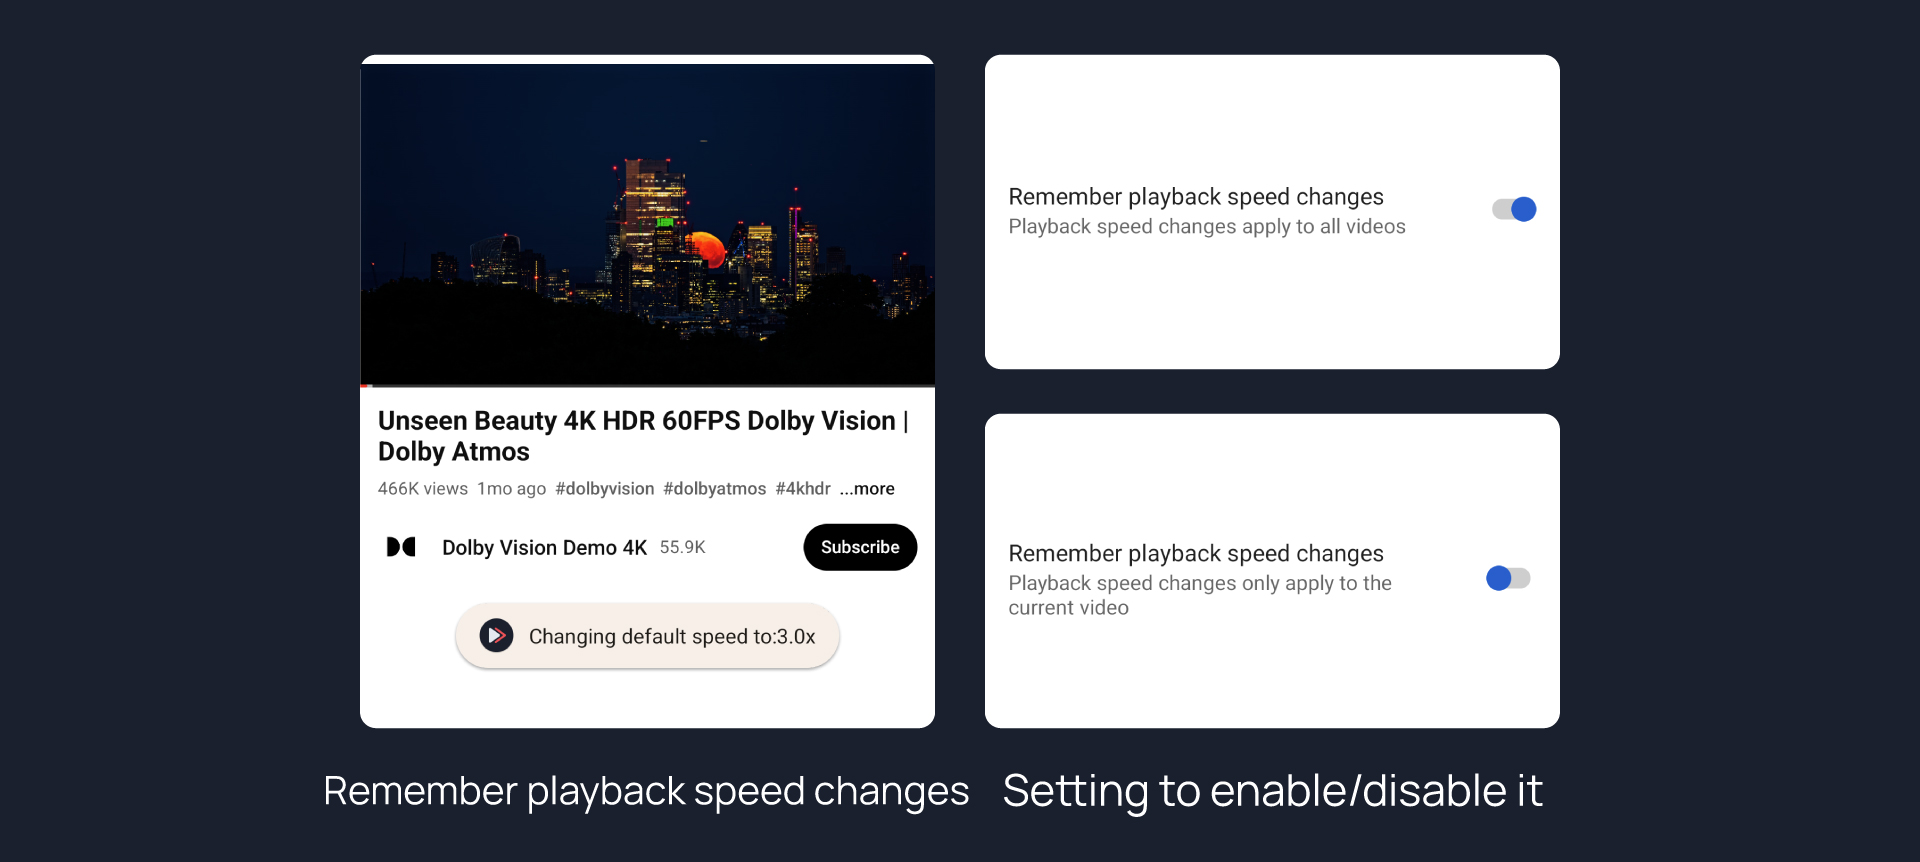 Unseen Beauty 4K HDR 60FPS Dolby Vision |
Dolby Atmos
466K views 1mo ago #dolbyvision #dolbyatmos #4khdr ...more
Dolby Vision Demo 4K 55.9K
Subscribe
Changing default speed to:3.0x
Remember playback speed changes
Remember playback speed changes
Playback speed changes apply to all videos
Remember playback speed changes
Playback speed changes only apply to the
current video
Setting to enable/disable it